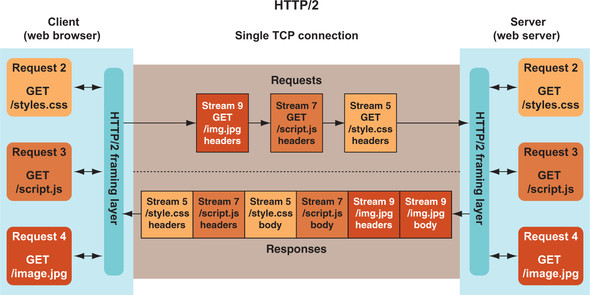 HTTP/2
Client
(web browser)
Single TCP connection
Server
(web server)
Request 2
GET
/styles.css
Request 3
GET
/script.js
Request 4
GET
/image.jpg
HTTP/2 framing layer
Requests
Stream 9
GET
/img.jpg
headers
Stream 7
GET
/script.js
headers
Stream 5
GET
/style.css
headers
Stream 5
/style.css
headers
Stream 7
/script.js
headers
Stream 5
/style.css
body
Stream 7
/script.js
body
Stream 9
/img.jpg
headers
Stream 9
/img.jpg
body
Responses
HTTP/2 framing layer
Request 2
GET
/styles.css
Request 3
GET
/script.js
Request 4
GET
/image.jpg